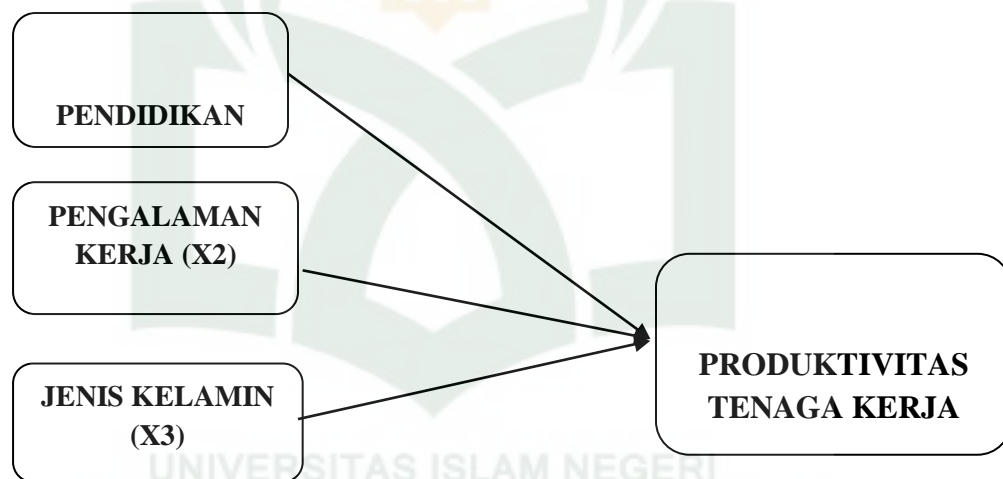 PENDIDIKAN
PENGALAMAN
KERJA (X2)
JENIS KELAMIN
(X3)
PRODUKTIVITAS
TENAGA KERJA
UNIVERSITAS ISLAM NEGERI